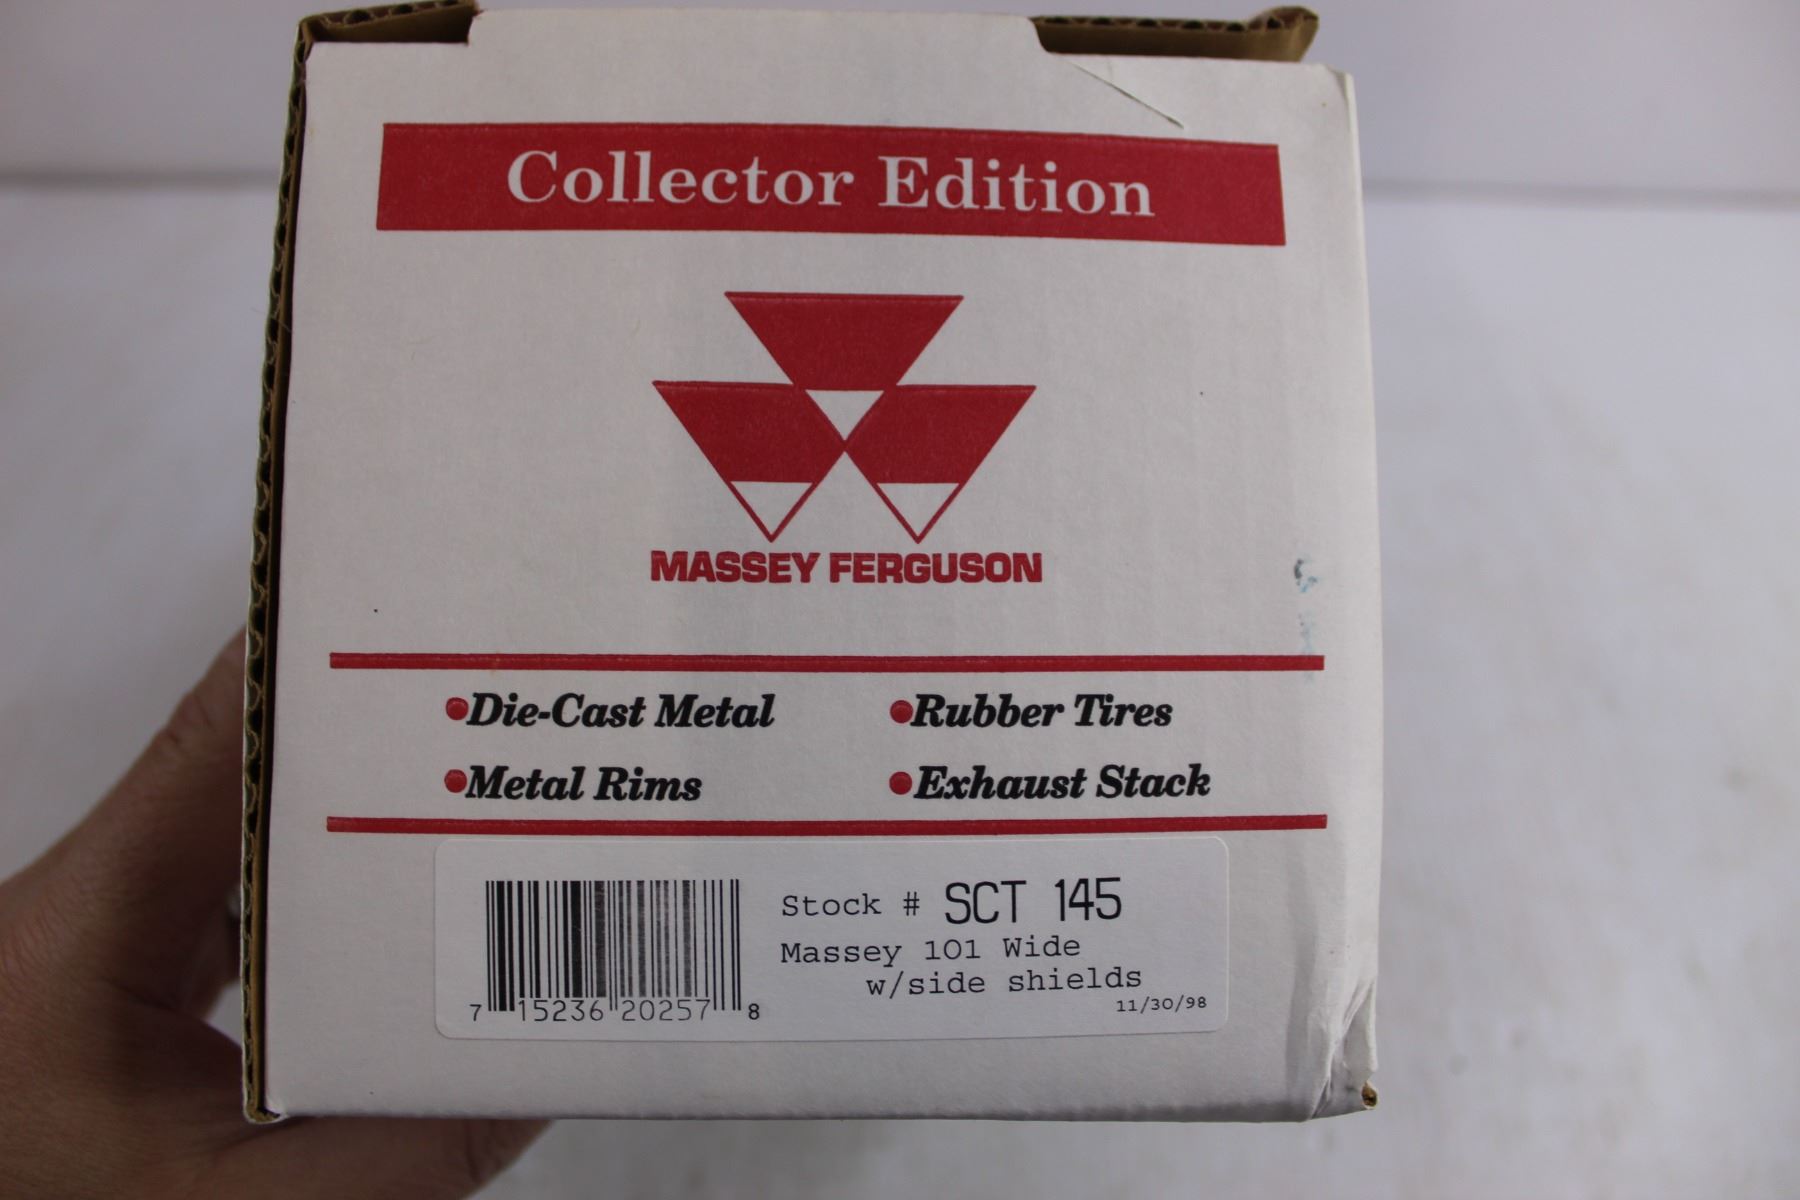 Collector Edition
MASSEY FERGUSON
•Die-Cast Metal •Rubber Tires
•Metal Rims •Exhaust Stack
Stock # SCT 145
Massey 101 Wide
w/side shields
11/30/98
7 15236 20257 8